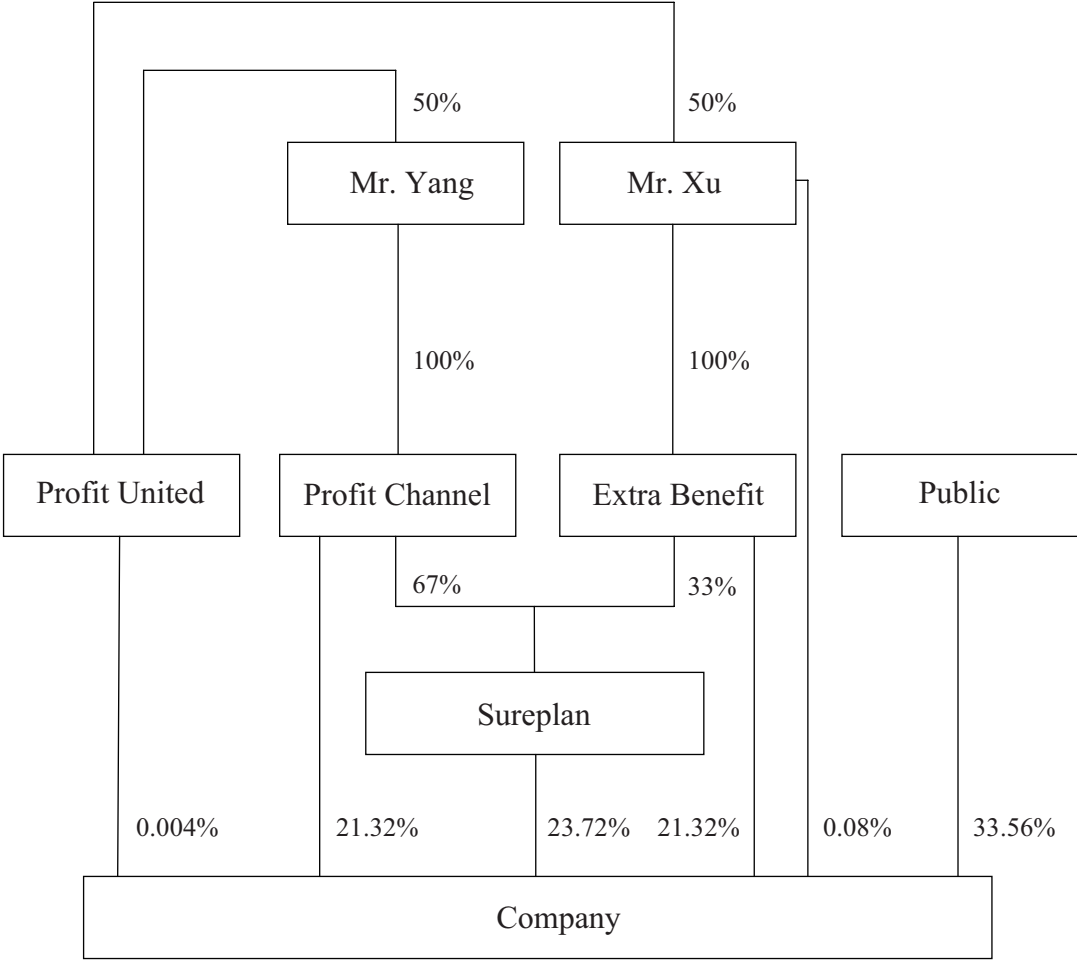 50%
50%
Mr. Yang
Mr. Xu
100%
100%
Profit United
Profit Channel
Extra Benefit
Public
67%
33%
Sureplan
0.004%
21.32%
23.72%
21.32%
0.08%
33.56%
Company